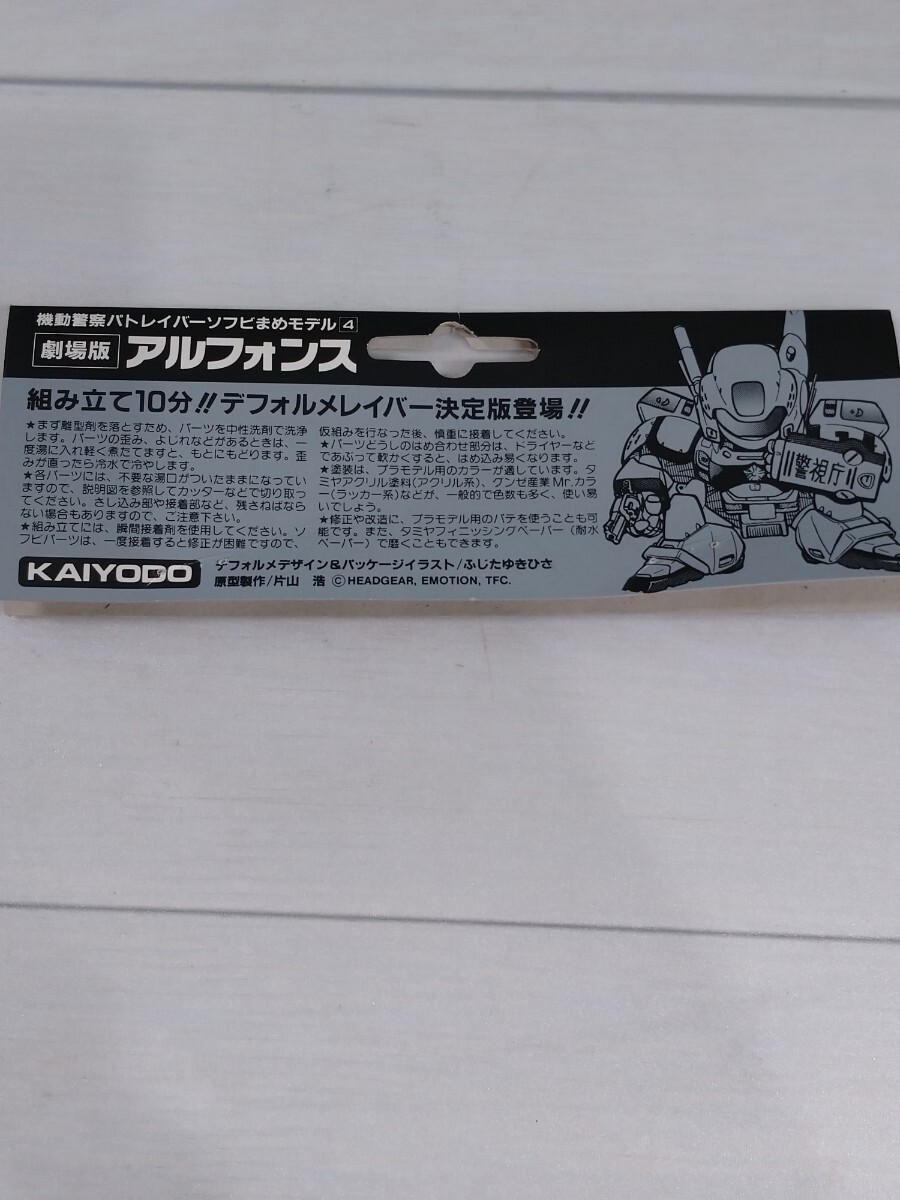 機動警察パトレイバーソフビまめモデル4
劇場版 アルフォンス
組み立て10分!!デフォルメレイバー決定版登場!!
★まず離型剤を落とすため、パーツを中性洗剤で洗浄
します。パーツの歪み、よじれなどがあるときは、一
度湯に入れ軽く煮たてますと、もとにもどります。歪
みが直ったら冷水で冷やします。
★各パーツには、不要な湯口がついたままになってい
ますので、説明図を参照してカッターなどで切り取っ
てください。さし込み部や接着部など、残さねばなら
ない場合もありますので、ご注意下さい。
★組み立てには、瞬間接着剤を使用してください。ソ
フビパーツは、一度接着すると修正が困難ですので、
仮組みを行なった後、慎重に接着してください。
★パーツどうしのはめ合わせ部分は、ドライヤーなど
であぶって軟かくすると、はめ込み易くなります。
★塗装は、プラモデル用のカラーが適しています。タ
ミヤアクリル塗料(アクリル系)、グンゼ産業Mr.カラ
ー(ラッカー系)などが、一般的で色数も多く、使い易
いでしょう。
★修正や改造に、プラモデル用のパテを使うことも可
能です。また、タミヤフィニッシングペーパー(耐水
ペーパー)で磨くこともできます。
KAIYODO
デフォルメデザイン&パッケージイラスト/ふじたゆきひさ
原型製作/片山 浩 ©HEADGEAR, EMOTION, TFC.
警視庁